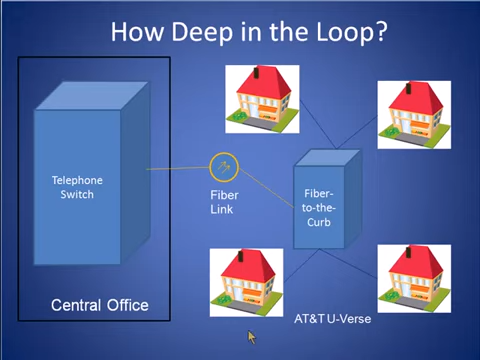 How Deep in the Loop?
Telephone
Switch
Fiber
Link
Fiber-
to-the-
Curb
Central Office
AT&T U-Verse